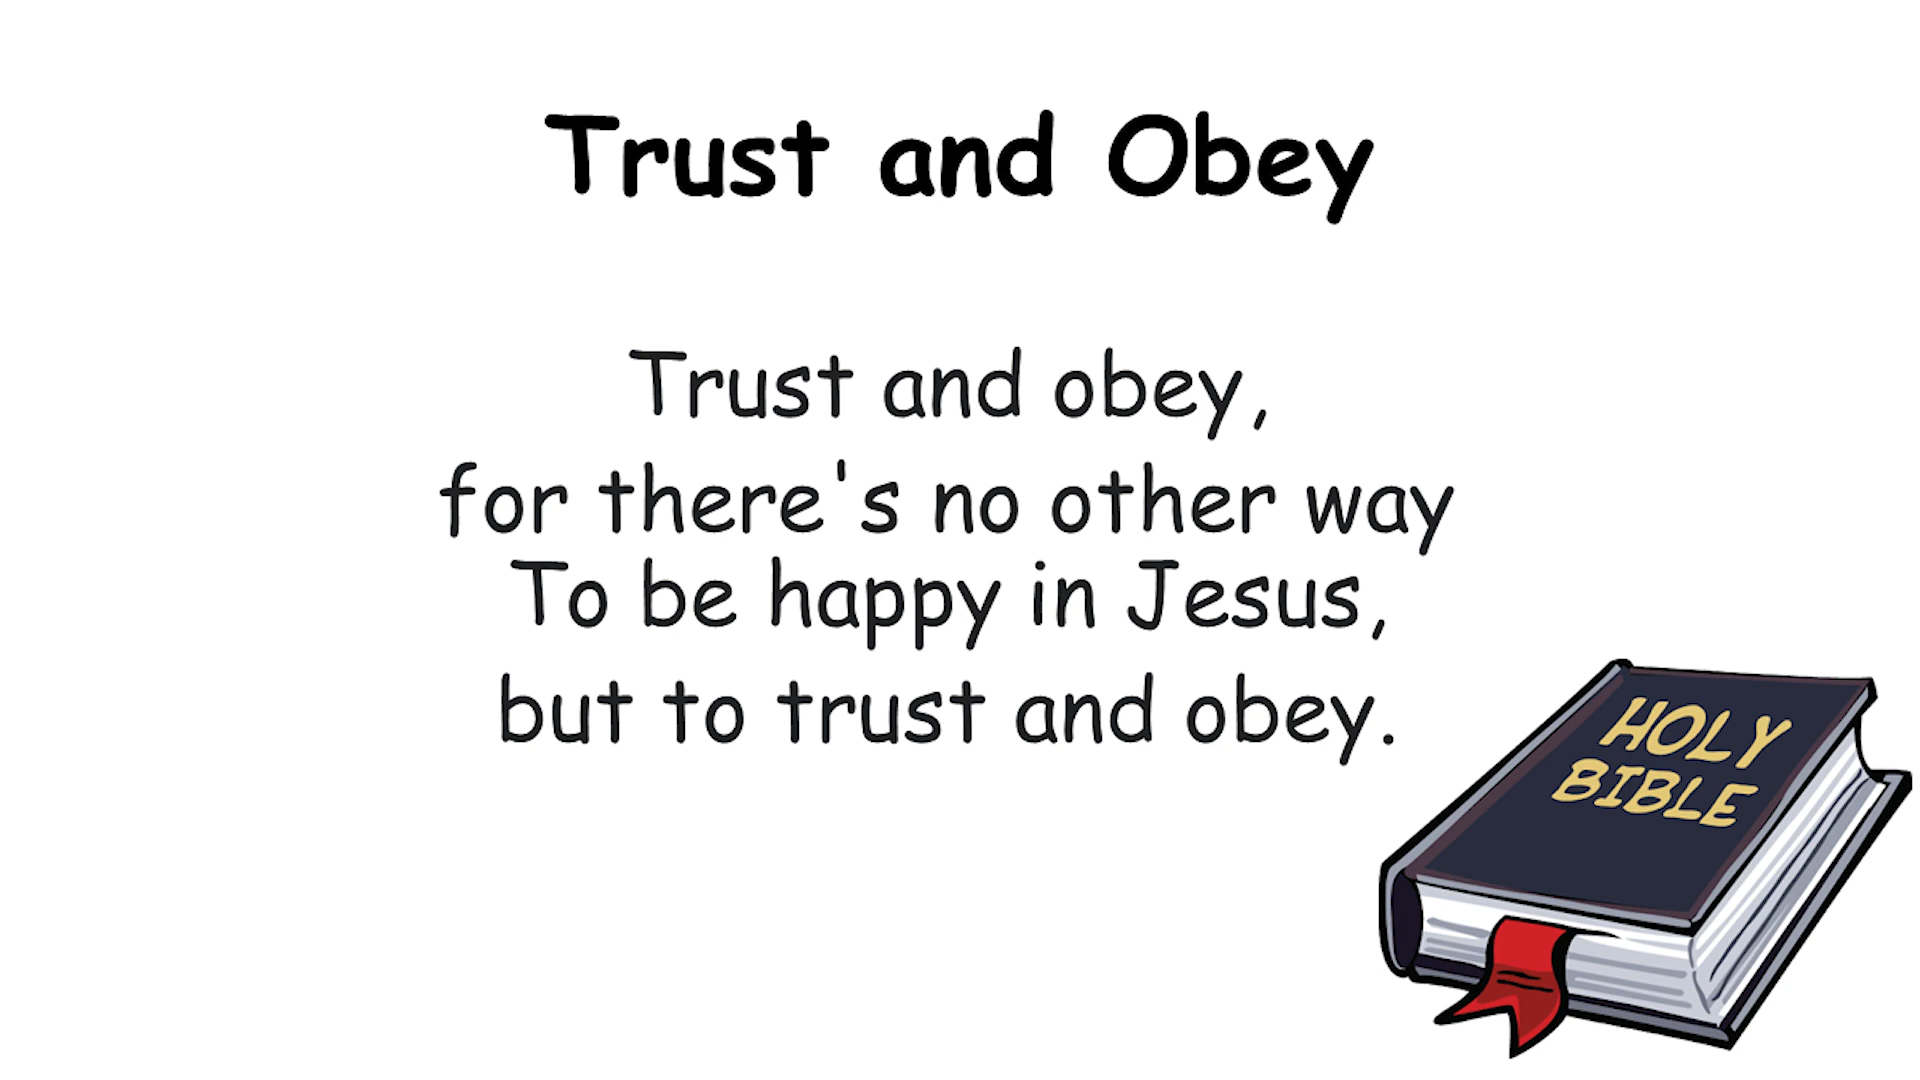 Trust and Obey
Trust and obey,
for there's no other way
To be happy in Jesus,
but to trust and obey.
HOLY
BIBLE